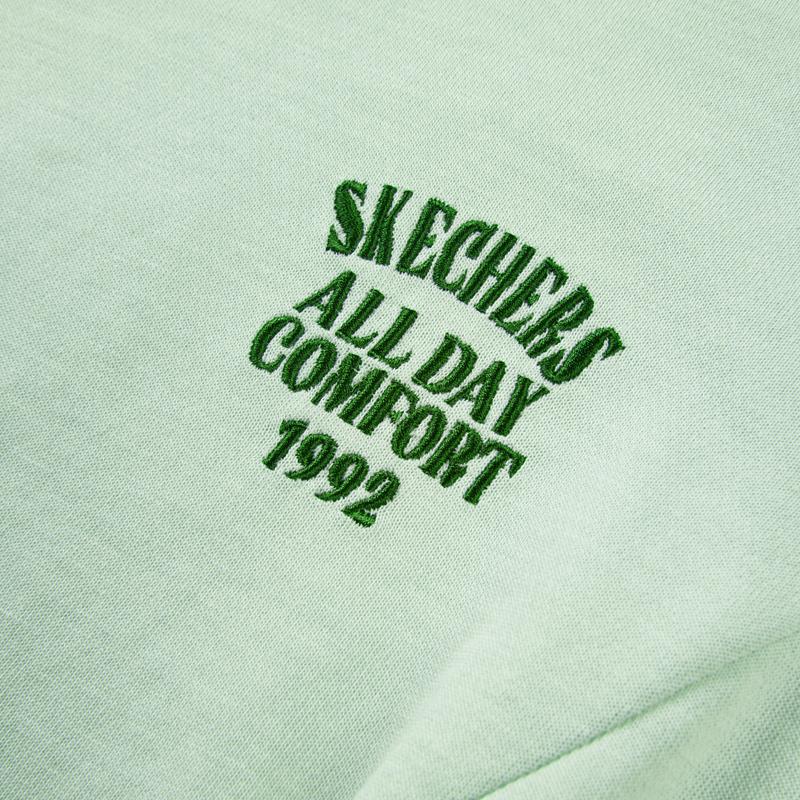 SKECHERS
ALL DAY
COMFORT
1992